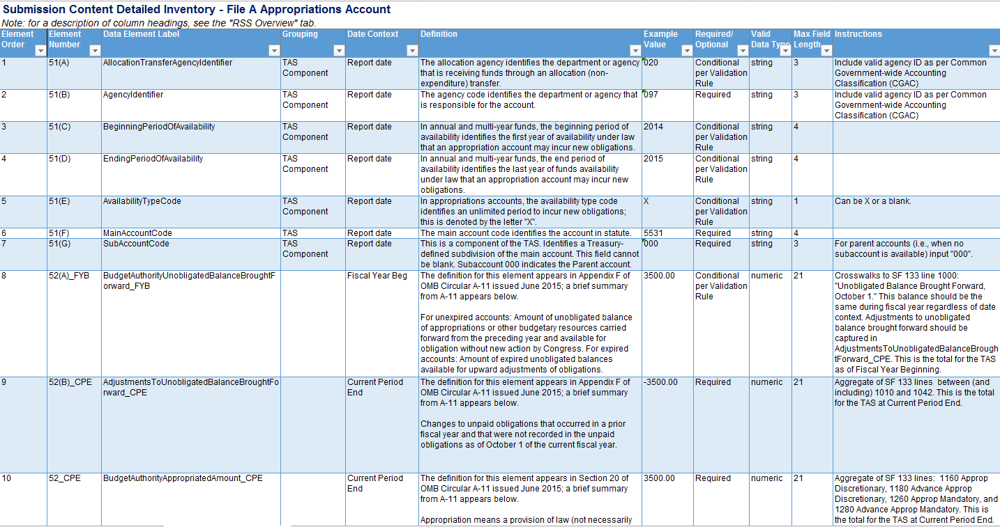 Submission Content Detailed Inventory - File A Appropriations Account
Note: for a description of column headings, see the "RSS Overview" tab.
Element Order
Element Number
Data Element Label
Grouping
Date Context
Definition
Example Value
Required/ Optional
Valid Data Type
Max Field Length
Instructions
1
51(A)
AllocationTransferAgencyIdentifier
TAS
Component
Report date
The allocation agency identifies the department or agency
that is receiving funds through an allocation (non-
expenditure) transfer.
020
Conditional
per Validation
Rule
string
3
Include valid agency ID as per Common
Government-wide Accounting
Classification (CGAC)
2
51(B)
AgencyIdentifier
TAS
Component
Report date
The agency code identifies the department or agency that
is responsible for the account.
097
Required
string
3
Include valid agency ID as per Common
Government-wide Accounting
Classification (CGAC)
3
51(C)
BeginningPeriodOfAvailability
TAS
Component
Report date
In annual and multi-year funds, the beginning period of
availability identifies the first year of availability under law
that an appropriation account may incur new obligations.
2014
Conditional
per Validation
Rule
string
4
4
51(D)
EndingPeriodOfAvailability
TAS
Component
Report date
In annual and multi-year funds, the end period of
availability identifies the last year of funds availability
under law that an appropriation account may incur new
obligations.
2015
Conditional
per Validation
Rule
string
4
5
51(E)
AvailabilityTypeCode
TAS
Component
Report date
In appropriations accounts, the availability type code
identifies an unlimited period to incur new obligations;
this is denoted by the letter "X".
X
Conditional
per Validation
Rule
string
1
Can be X or a blank.
6
51(F)
MainAccountCode
TAS
Report date
The main account code identifies the account in statute.
5531
Required
string
4
7
51(G)
SubAccountCode
TAS
Component
Report date
This is a component of the TAS. Identifies a Treasury-
defined subdivision of the main account. This field cannot
be blank. Subaccount 000 indicates the Parent account.
000
Required
string
3
For parent accounts (i.e., when no
subaccount is available) input "000".
8
52(A)_FYB
BudgetAuthorityUnobligatedBalanceBroughtF
orward_FYB
Fiscal Year Beg
The definition for this element appears in Appendix F of
OMB Circular A-11 issued June 2015; a brief summary
from A-11 appears below.
For unexpired accounts: Amount of unobligated balance
of appropriations or other budgetary resources carried
forward from the preceding year and available for
obligation without new action by Congress. For expired
accounts: Amount of expired unobligated balances
available for upward adjustments of obligations.
3500.00
Conditional
per Validation
Rule
numeric
21
Crosswalks to SF 133 line 1000:
"Unobligated Balance Brought Forward,
October 1." This balance should be the
same during fiscal year regardless of date
context. Adjustments to unobligated
balance brought forward should be
captured in
AdjustmentsToUnobligatedBalanceBrough
tForward_CPE. This is the total for the TAS
as of Fiscal Year Beginning.
9
52(B)_CPE
AdjustmentsToUnobligatedBalanceBroughtFo
rward_CPE
Current Period
End
The definition for this element appears in Appendix F of
OMB Circular A-11 issued June 2015; a brief summary
from A-11 appears below.
Changes to unpaid obligations that occurred in a prior
fiscal year and that were not recorded in the unpaid
obligations as of October 1 of the current fiscal year.
-3500.00
Required
numeric
21
Aggregate of SF 133 lines  between (and
including) 1010 and 1042. This is the total
for the TAS at Current Period End.
10
52_CPE
BudgetAuthorityAppropriatedAmount_CPE
Current Period
End
The definition for this element appears in Section 20 of
OMB Circular A-11 issued June 2015; a brief summary
from A-11 appears below.
Appropriation means a provision of law (not necessarily
3500.00
Required
numeric
21
Aggregate of SF 133 lines:  1160 Approp
Discretionary, 1180 Advance Approp
Discretionary, 1260 Approp Mandatory, and
1280 Advance Approp Mandatory. This is
the total for the TAS at Current Period End.